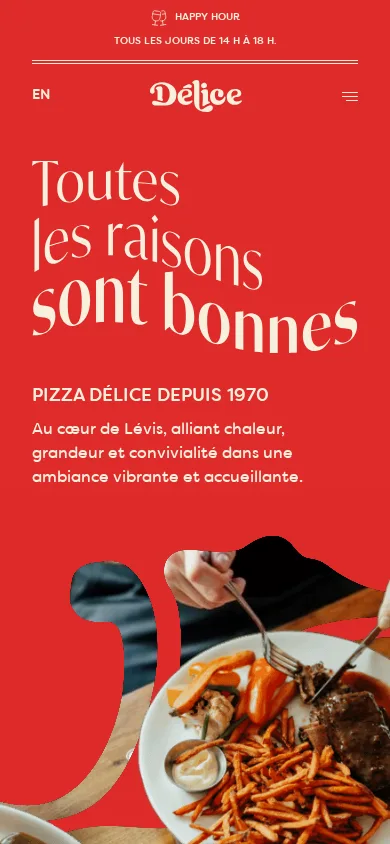 HAPPY HOUR
TOUS LES JOURS DE 14 H À 18 H.
EN
Délice
Toutes
les raisons
sont bonnes
PIZZA DÉLICE DEPUIS 1970
Au cœur de Lévis, alliant chaleur,
grandeur et convivialité dans une
ambiance vibrante et accueillante.